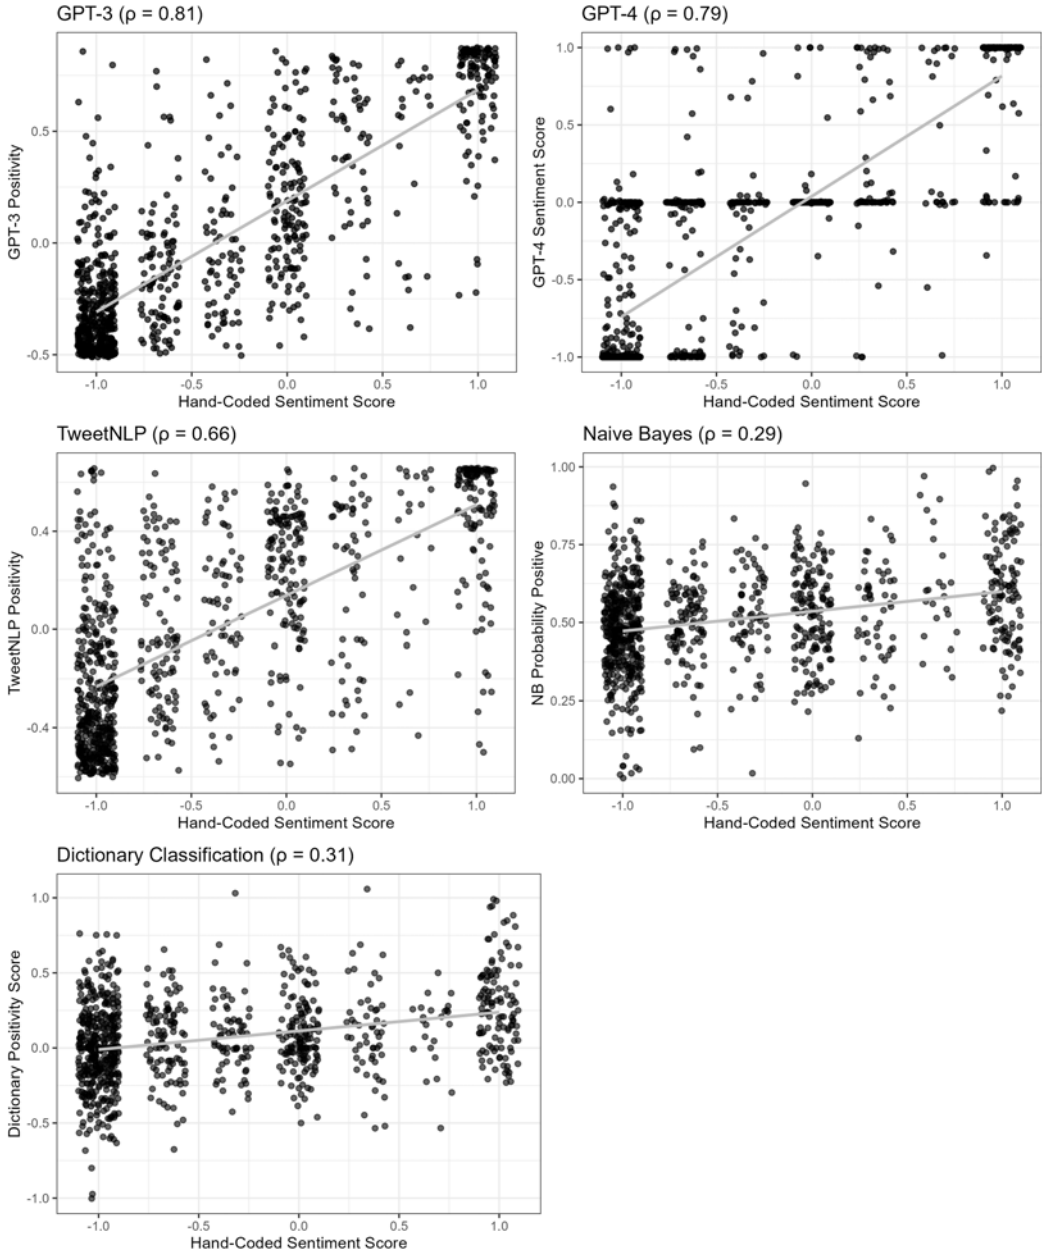 GPT-3 (ρ = 0.81)
GPT-3 Positivity
0.5
0.0
-0.5
-1.0 -0.5 0.0 0.5 1.0
Hand-Coded Sentiment Score
GPT-4 (ρ = 0.79)
GPT-4 Sentiment Score
1.0
0.5
0.0
-0.5
-1.0
-1.0 -0.5 0.0 0.5 1.0
Hand-Coded Sentiment Score
TweetNLP (ρ = 0.66)
TweetNLP Positivity
0.4
0.0
-0.4
-1.0 -0.5 0.0 0.5 1.0
Hand-Coded Sentiment Score
Naive Bayes (ρ = 0.29)
NB Probability Positive
1.00
0.75
0.50
0.25
0.00
-1.0 -0.5 0.0 0.5 1.0
Hand-Coded Sentiment Score
Dictionary Classification (ρ = 0.31)
Dictionary Positivity Score
1.0
0.5
0.0
-0.5
-1.0
-1.0 -0.5 0.0 0.5 1.0
Hand-Coded Sentiment Score